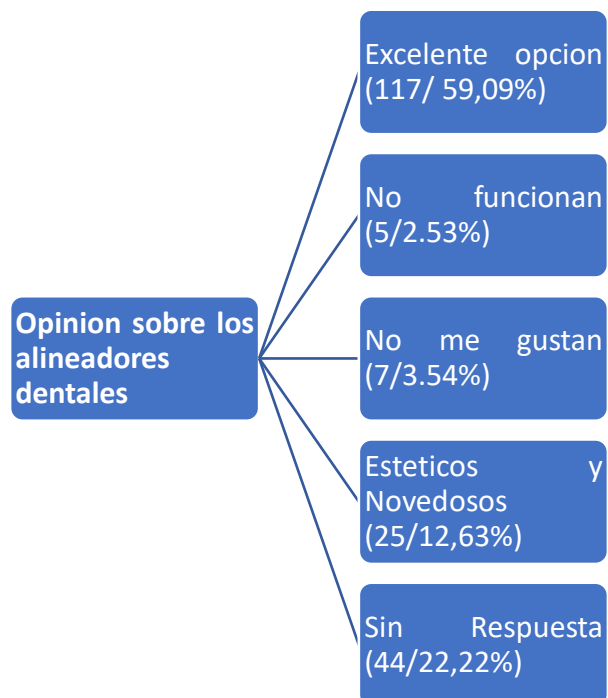 Excelente opcion
(117/ 59,09%)
No funcionan
(5/2.53%)
Opinion sobre los
alineadores
dentales
No me gustan
(7/3.54%)
Esteticos y
Novedosos
(25/12,63%)
Sin Respuesta
(44/22,22%)